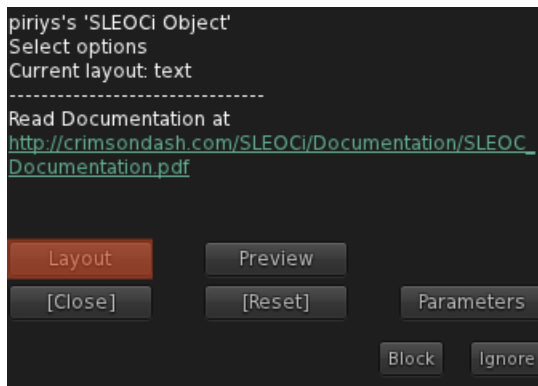 piriys's 'SLEOCi Object'
Select options
Current layout: text
--------------------------------
Read Documentation at
http://crimsondash.com/SLEOCi/Documentation/SLEOC_
Documentation.pdf
Layout Preview
[Close] [Reset] Parameters
Block Ignore